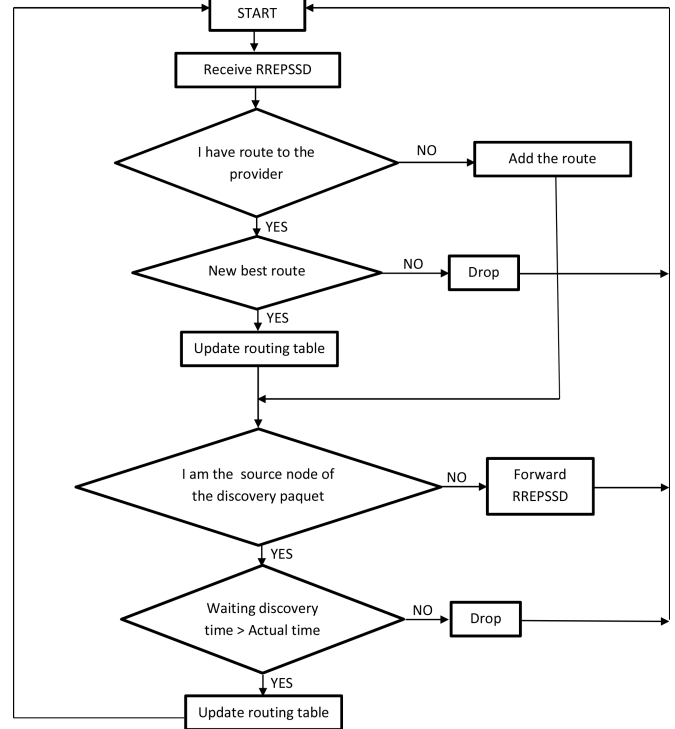 START
Receive RREPSSD
I have route to the
provider
NO
Add the route
YES
New best route
NO
Drop
YES
Update routing table
I am the source node of
the discovery paquet
NO
Forward
RREPSSD
YES
Waiting discovery
time > Actual time
NO
Drop
YES
Update routing table